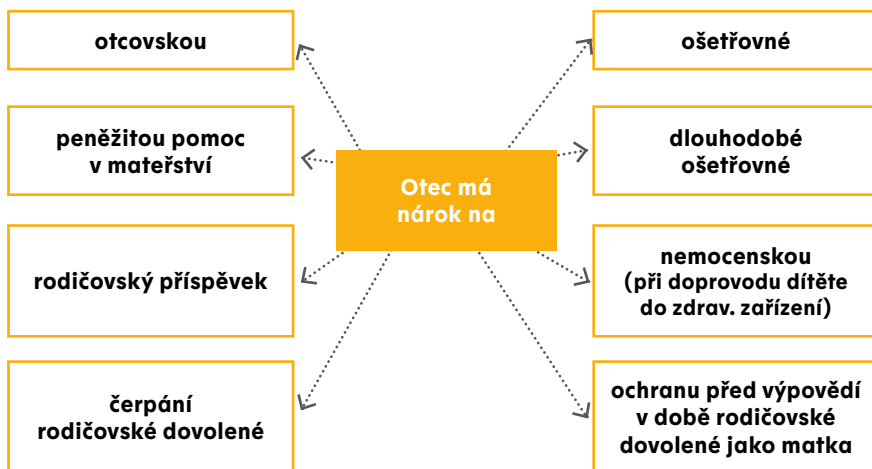 otcovskou
peněžitou pomoc
v mateřství
rodičovský příspěvek
čerpání
rodičovské dovolené
Otec má
nárok na
ošetřovné
dlouhodobé
ošetřovné
nemocenskou
(při doprovodu dítěte
do zdrav. zařízení)
ochranu před výpovědí
v době rodičovské
dovolené jako matka